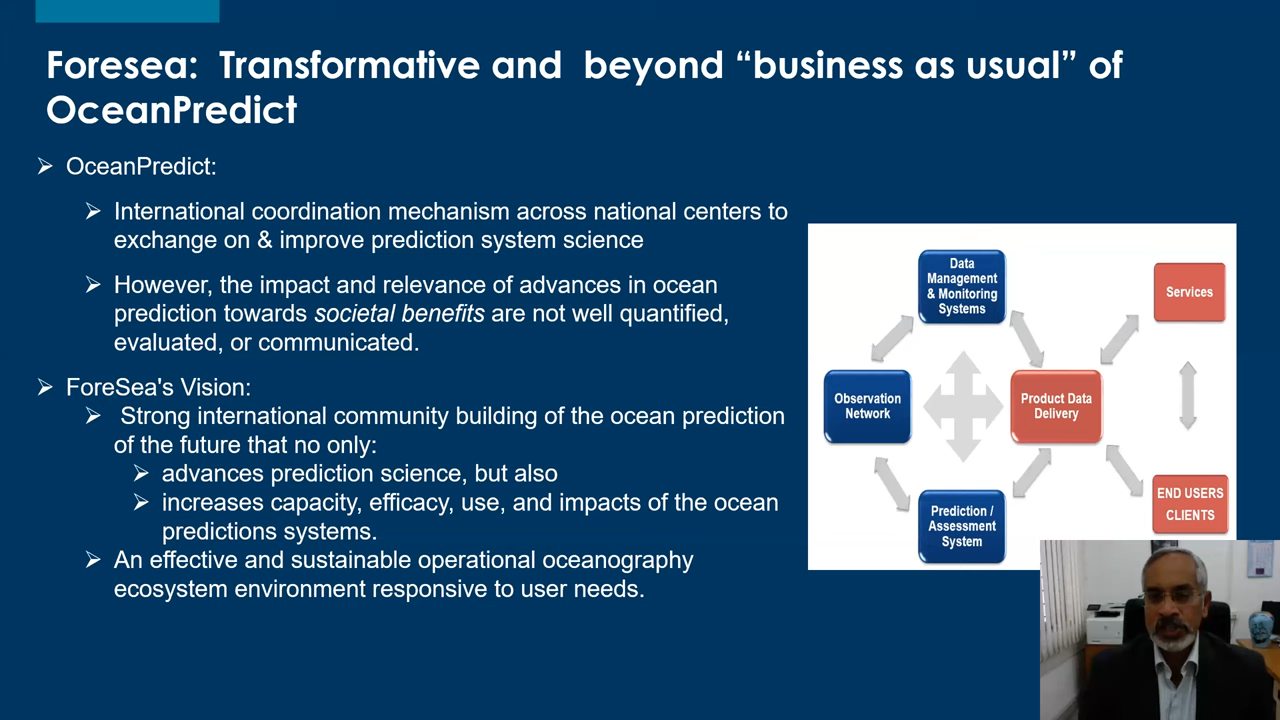 Foresea:  Transformative and  beyond “business as usual” of
OceanPredict
➢ OceanPredict:
➢ International coordination mechanism across national centers to
exchange on & improve prediction system science
➢ However, the impact and relevance of advances in ocean
prediction towards societal benefits are not well quantified,
evaluated, or communicated.
➢ ForeSea's Vision:
➢ Strong international community building of the ocean prediction
of the future that no only:
➢ advances prediction science, but also
➢ increases capacity, efficacy, use, and impacts of the ocean
predictions systems.
➢ An effective and sustainable operational oceanography
ecosystem environment responsive to user needs.
Data
Management
& Monitoring
Systems
Services
Observation
Network
Product Data
Delivery
Prediction /
Assessment
System
END USERS
CLIENTS